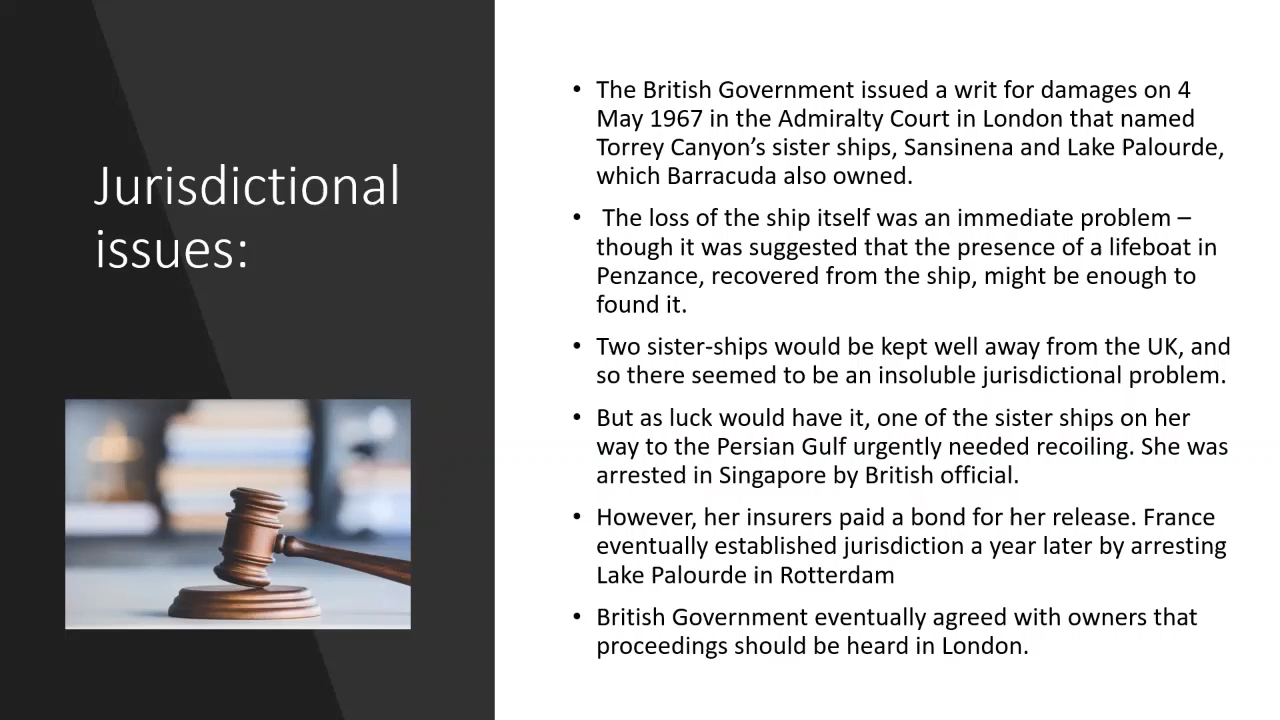 Jurisdictional
issues:
• The British Government issued a writ for damages on 4
May 1967 in the Admiralty Court in London that named
Torrey Canyon’s sister ships, Sansinena and Lake Palourde,
which Barracuda also owned.
• The loss of the ship itself was an immediate problem –
though it was suggested that the presence of a lifeboat in
Penzance, recovered from the ship, might be enough to
found it.
• Two sister-ships would be kept well away from the UK, and
so there seemed to be an insoluble jurisdictional problem.
• But as luck would have it, one of the sister ships on her
way to the Persian Gulf urgently needed recoiling. She was
arrested in Singapore by British official.
• However, her insurers paid a bond for her release. France
eventually established jurisdiction a year later by arresting
Lake Palourde in Rotterdam
• British Government eventually agreed with owners that
proceedings should be heard in London.